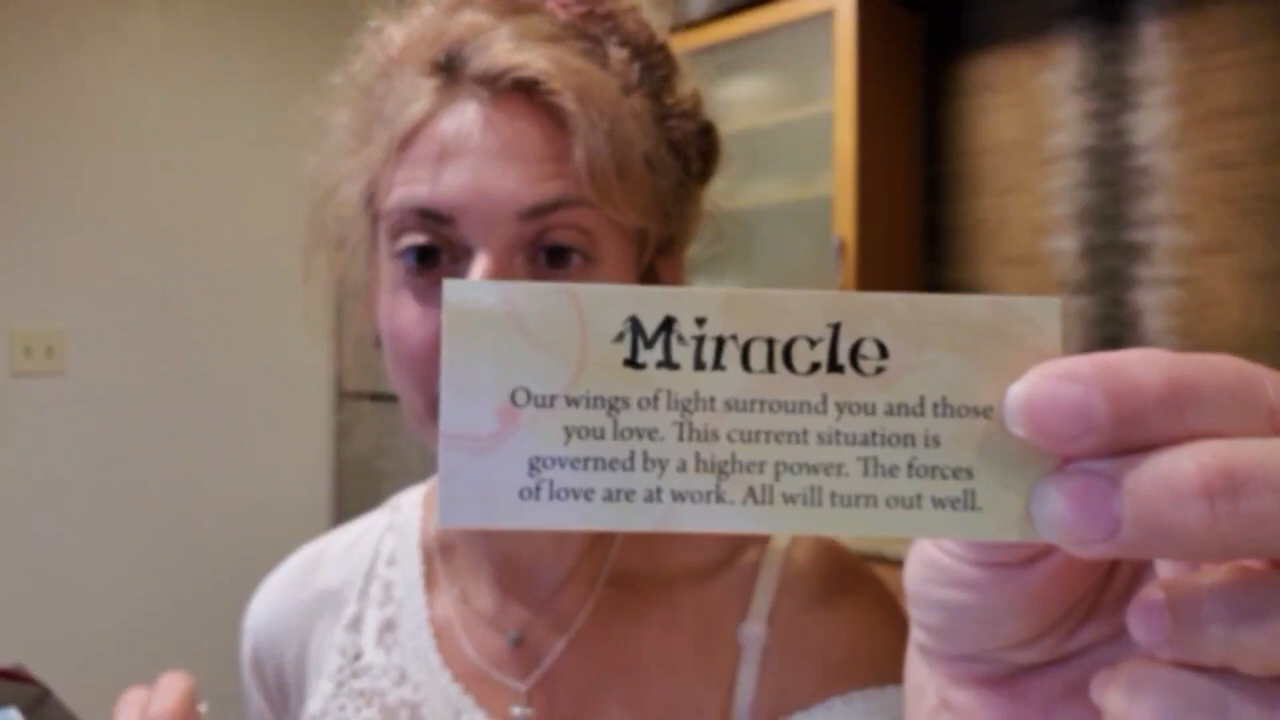 Miracle
Our wings of light surround you and those
you love. This current situation is
governed by a higher power. The forces
of love are at work. All will turn out well.